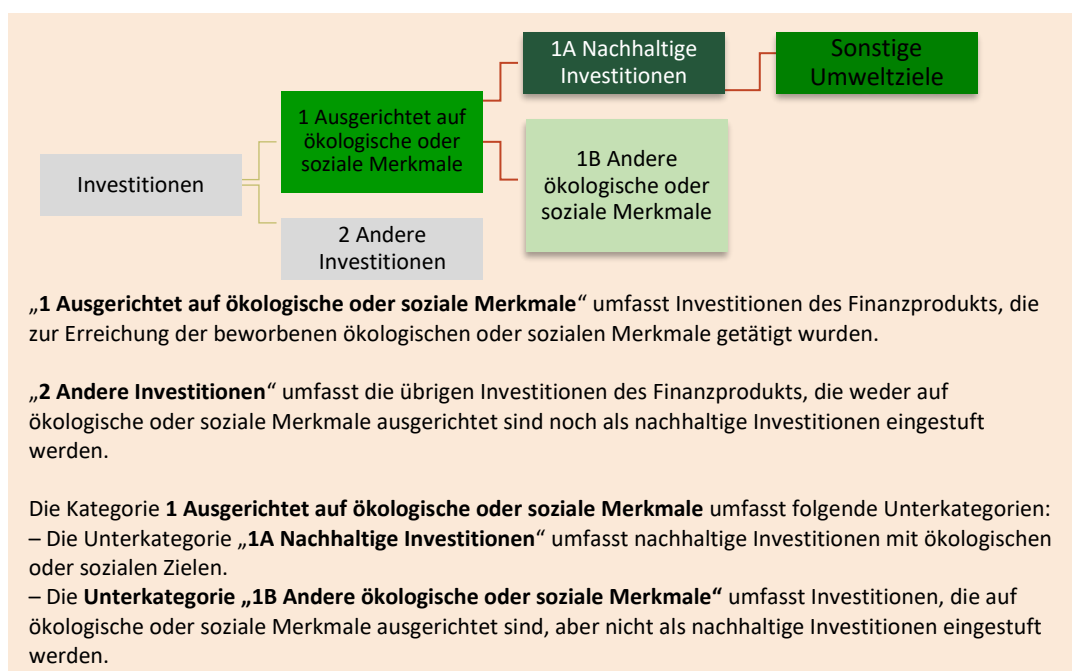 1A Nachhaltige
Investitionen
Sonstige
Umweltziele
1 Ausgerichtet auf
ökologische oder
soziale Merkmale
1B Andere
ökologische oder
soziale Merkmale
Investitionen
2 Andere
Investitionen
„1 Ausgerichtet auf ökologische oder soziale Merkmale“ umfasst Investitionen des Finanzprodukts, die
zur Erreichung der beworbenen ökologischen oder sozialen Merkmale getätigt wurden.
„2 Andere Investitionen“ umfasst die übrigen Investitionen des Finanzprodukts, die weder auf
ökologische oder soziale Merkmale ausgerichtet sind noch als nachhaltige Investitionen eingestuft
werden.
Die Kategorie 1 Ausgerichtet auf ökologische oder soziale Merkmale umfasst folgende Unterkategorien:
– Die Unterkategorie „1A Nachhaltige Investitionen“ umfasst nachhaltige Investitionen mit ökologischen
oder sozialen Zielen.
– Die Unterkategorie „1B Andere ökologische oder soziale Merkmale“ umfasst Investitionen, die auf
ökologische oder soziale Merkmale ausgerichtet sind, aber nicht als nachhaltige Investitionen eingestuft
werden.